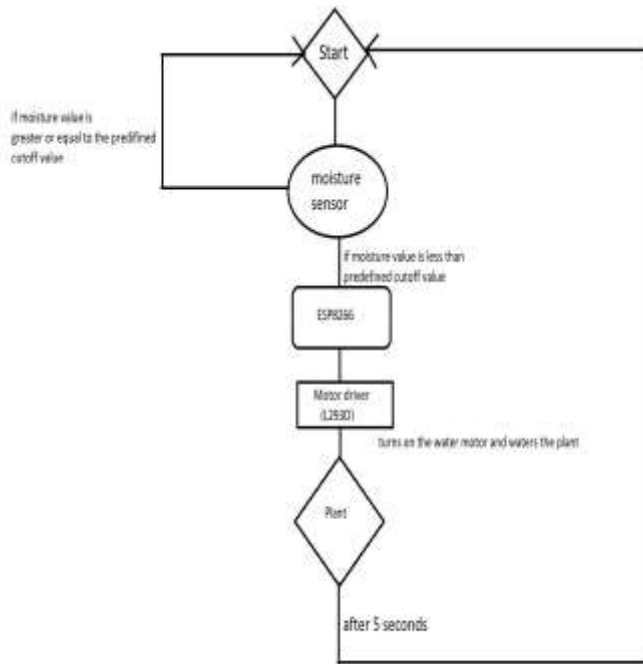 Start
if moisture value is
greater or equal to the predifined
cutoff value
moisture
sensor
if moisture value is less than
predefined cutoff value
ESP8266
Motor driver
(L293D)
turns on the water motor and waters the plant
Plant
after 5 seconds